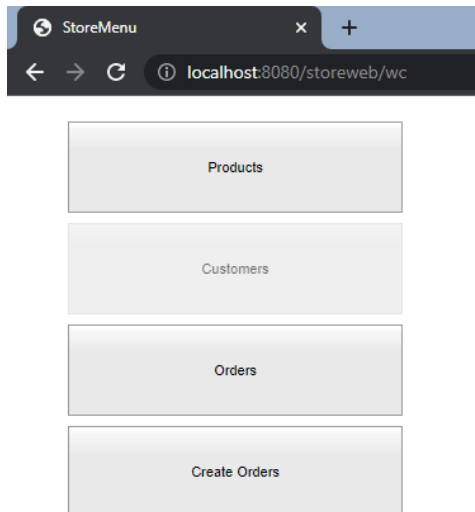 StoreMenu
localhost:8080/storeweb/wc
Products
Customers
Orders
Create Orders